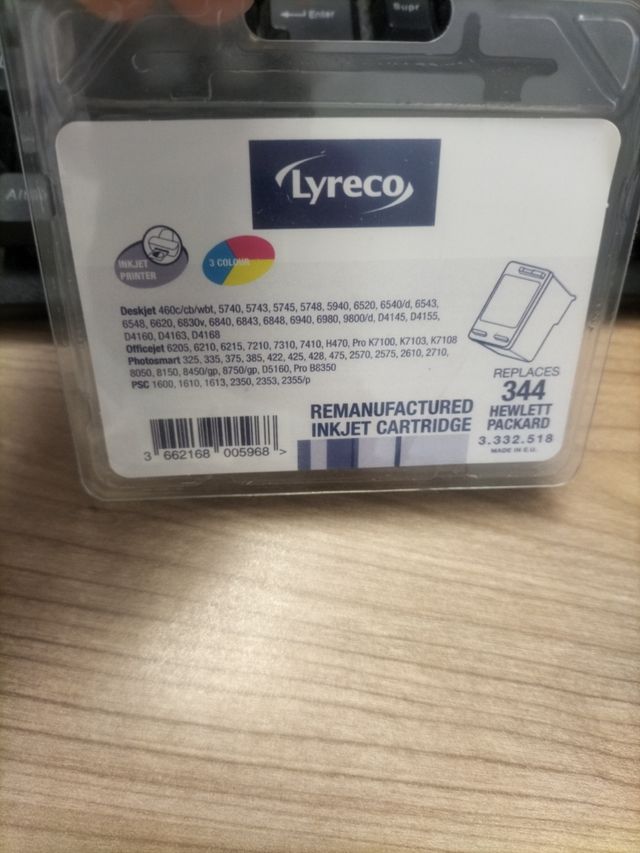 Enter
Supr
Lyreco
INKJET
PRINTER
3 COLOUR
Deskjet 460c/cb/wbt, 5740, 5743, 5745, 5748, 5940, 6520, 6540/d, 6543,
6548, 6620, 6830v, 6840, 6843, 6848, 6940, 6980, 9800/d, D4145, D4155,
D4160, D4163, D4168
Officejet 6205, 6210, 6215, 7210, 7310, 7410, H470, Pro K7100, K7103, K7108
Photosmart 325, 335, 375, 385, 422, 425, 428, 475, 2570, 2575, 2610, 2710,
8050, 8150, 8450/gp, 8750/gp, D5160, Pro B8350
PSC 1600, 1610, 1613, 2350, 2353, 2355/p
REPLACES
344
HEWLETT
PACKARD
3.332.518
MADE IN E.U.
REMANUFACTURED
INKJET CARTRIDGE
3 662168 005968 >